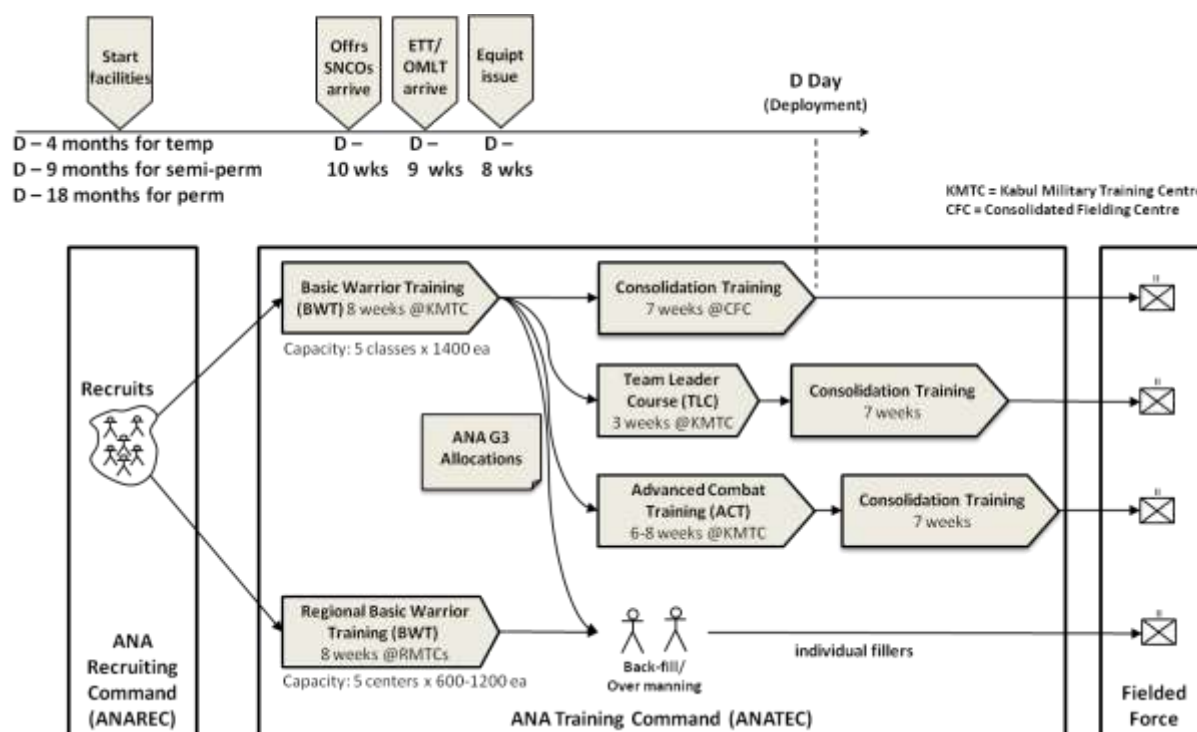 Start
facilities
Offrs
SNCOs
arrive
ETT/
OMLT
arrive
Equipt
issue
D Day
(Deployment)
D – 4 months for temp
D – 9 months for semi-perm
D – 18 months for perm
D –
10 wks
D –
9 wks
D –
8 wks
KMTC = Kabul Military Training Centre
CFC = Consolidated Fielding Centre
Basic Warrior Training
(BWT) 8 weeks @KMTC
Capacity: 5 classes x 1400 ea
Consolidation Training
7 weeks @CFC
Recruits
Team Leader
Course (TLC)
3 weeks @KMTC
Consolidation Training
7 weeks
ANA G3
Allocations
Advanced Combat
Training (ACT)
6-8 weeks @KMTC
Consolidation Training
7 weeks
Regional Basic Warrior
Training (BWT)
8 weeks @RMTCs
Capacity: 5 centers x 600-1200 ea
Back-fill/
Over manning
individual fillers
ANA
Recruiting
Command
(ANAREC)
ANA Training Command (ANATEC)
Fielded
Force